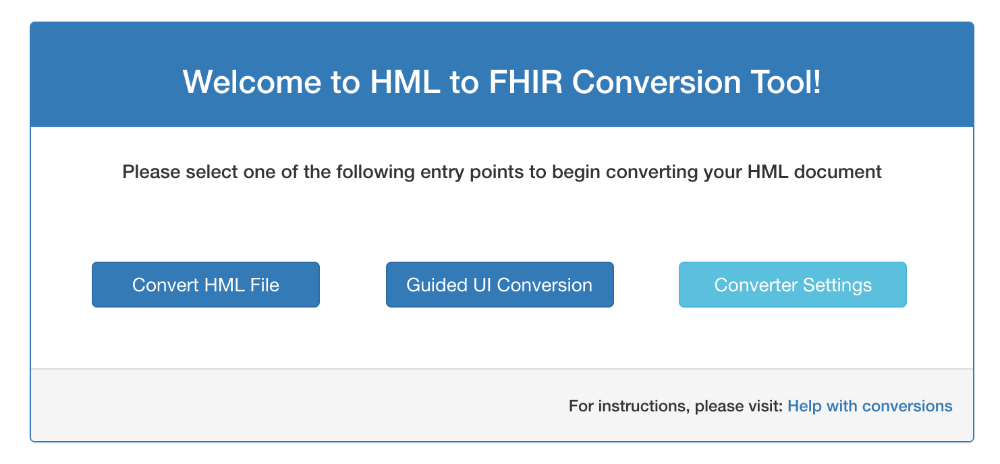 Welcome to HML to FHIR Conversion Tool!
Please select one of the following entry points to begin converting your HML document
Convert HML File
Guided UI Conversion
Converter Settings
For instructions, please visit: Help with conversions